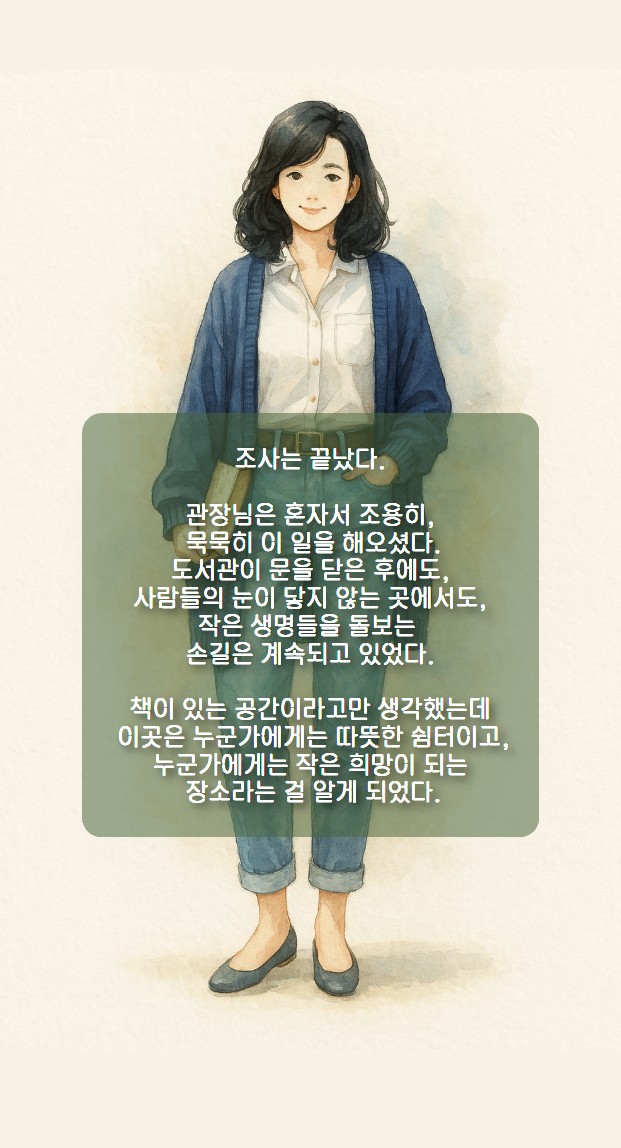 조사는 끝났다.
관장님은 혼자서 조용히,
묵묵히 이 일을 해오셨다.
도서관이 문을 닫은 후에도,
사람들의 눈이 닿지 않는 곳에서도,
작은 생명들을 돌보는
손길은 계속되고 있었다.
책이 있는 공간이라고만 생각했는데
이곳은 누군가에게는 따뜻한 쉼터이고,
누군가에게는 작은 희망이 되는
장소라는 걸 알게 되었다.